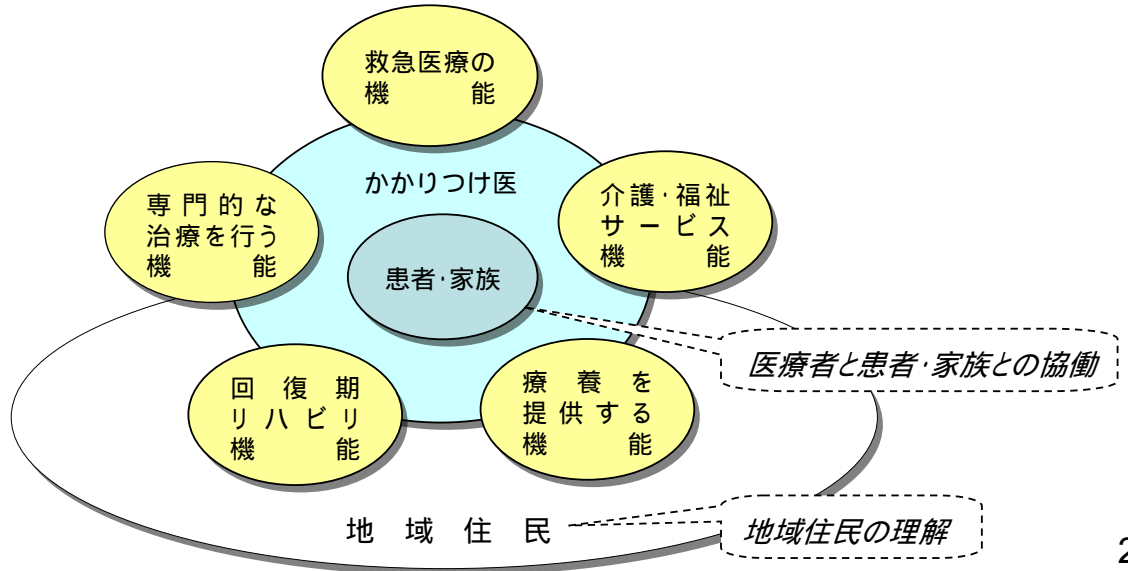 救急医療の
機能
かかりつけ医
専門的な
治療を行う
機能
介護・福祉
サービス
機能
患者・家族
医療者と患者・家族との協働
回復期
リハビリ
機能
療養を
提供する
機能
地域住民
地域住民の理解
2